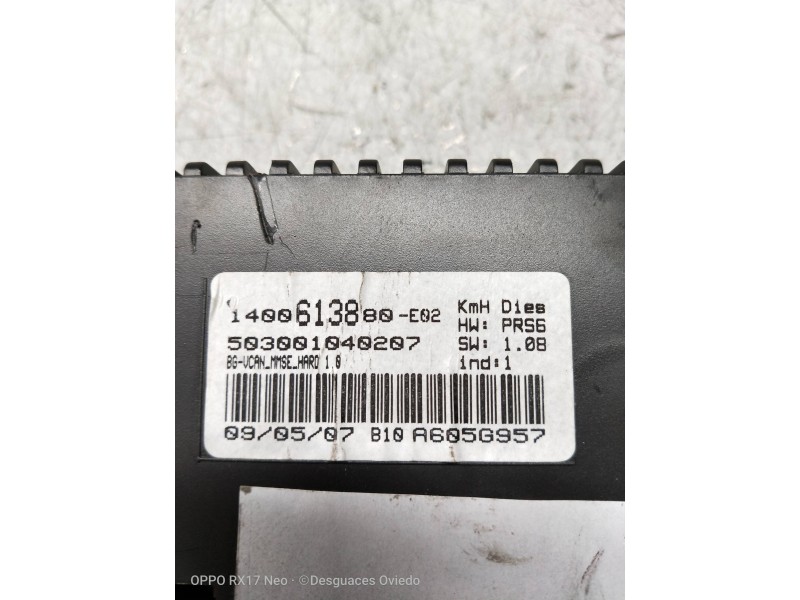 1400613880-E02 KmH Dies
HW: PRS6
503001040207 SW: 1.08
BG-VCAN_MMSE_HARD 1.0 ind:1
09/05/07 B10 A605G957
OPPO RX17 Neo · ©Desguaces Oviedo